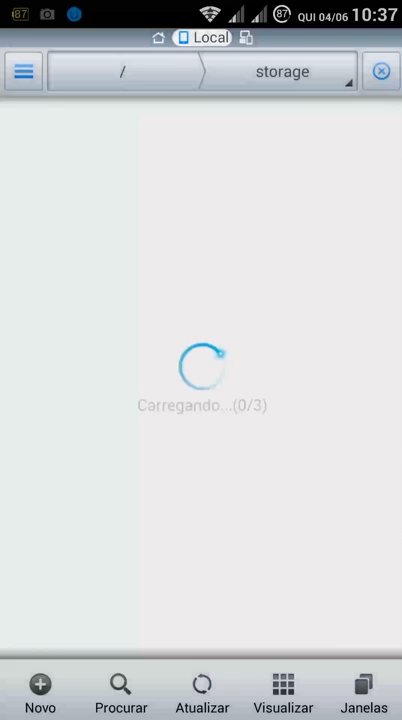 87 87 QUI 04/06 10:37
Local
/ storage
Carregando...(0/3)
Novo Procurar Atualizar Visualizar Janelas